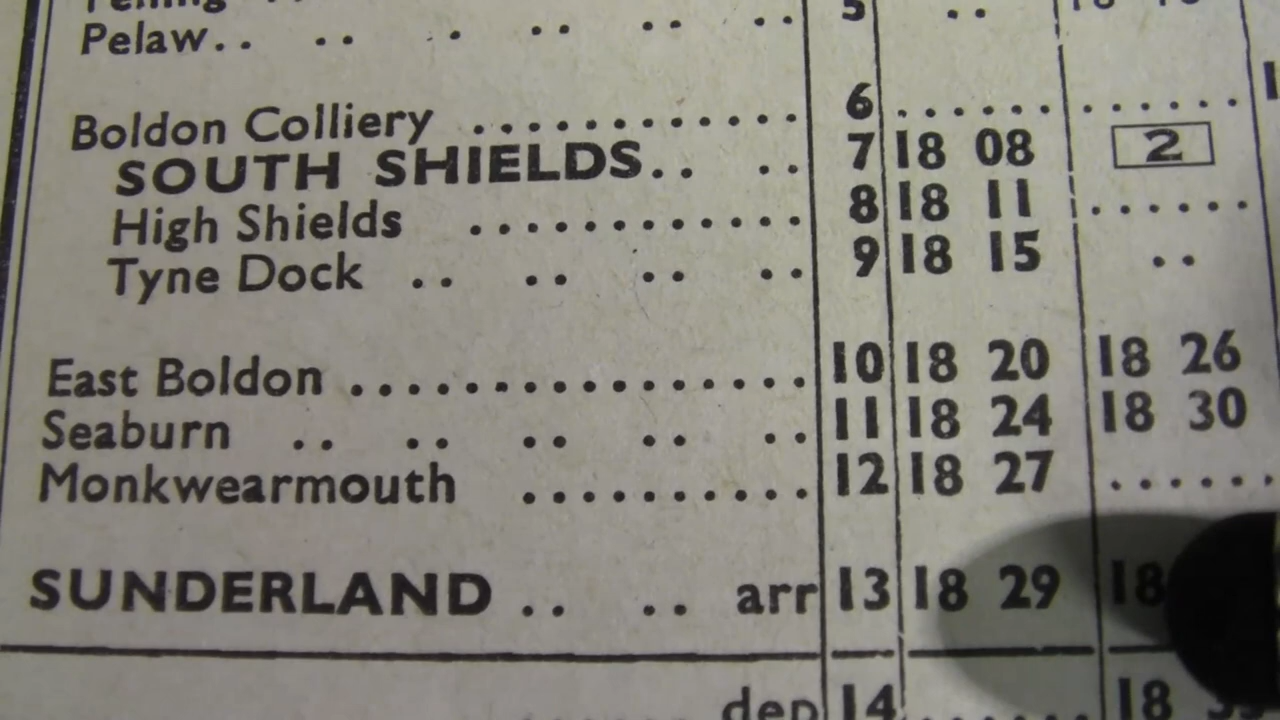 Pelaw.. .. . .. .. .. 5 ..
Boldon Colliery ............ 6 ...... ......
SOUTH SHIELDS.. .. 7 18 08 2
High Shields ............ 8 18 11 ......
Tyne Dock .. .. .. .. 9 18 15 ..
East Boldon ................ 10 18 20 18 26
Seaburn .. .. .. .. .. 11 18 24 18 30
Monkwearmouth .......... 12 18 27 ......
SUNDERLAND .. .. arr 13 18 29 18
dep 14 ...... 18